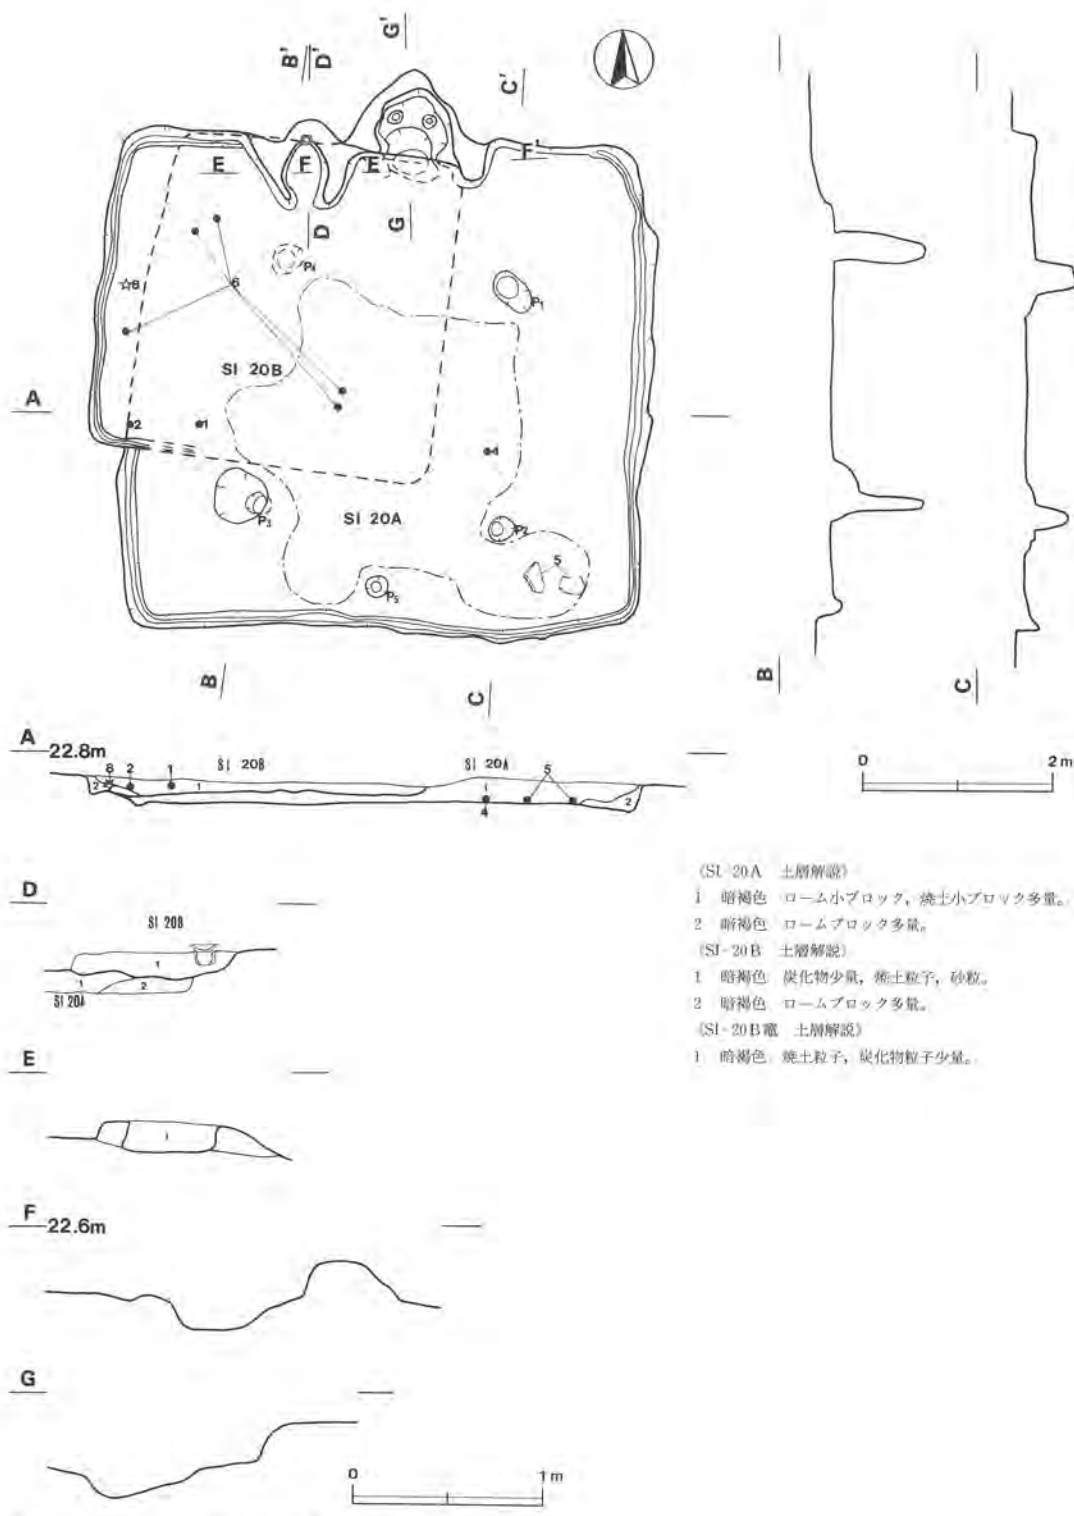 G'
B' D'
C'
E F E F'
D
G
P4
☆8
6
P1
SI 20B
A
2 1
4
P3
SI 20A
P2
5
P5
B
C
B
C
A 22.8m
8 2 1 SI 20B SI 20A 5
2 1 1 2
4
0 2m
D
SI 20B
1
1 2
SI 20A
E
1
F 22.6m
G
0 1m
(SI-20A 土層解説)
1 暗褐色 ローム小ブロック，焼土小ブロック多量。
2 暗褐色 ロームブロック多量。
(SI-20B 土層解説)
1 暗褐色 炭化物少量，焼土粒子，砂粒。
2 暗褐色 ロームブロック多量。
(SI-20B竈 土層解説)
1 暗褐色 焼土粒子，炭化物粒子少量。